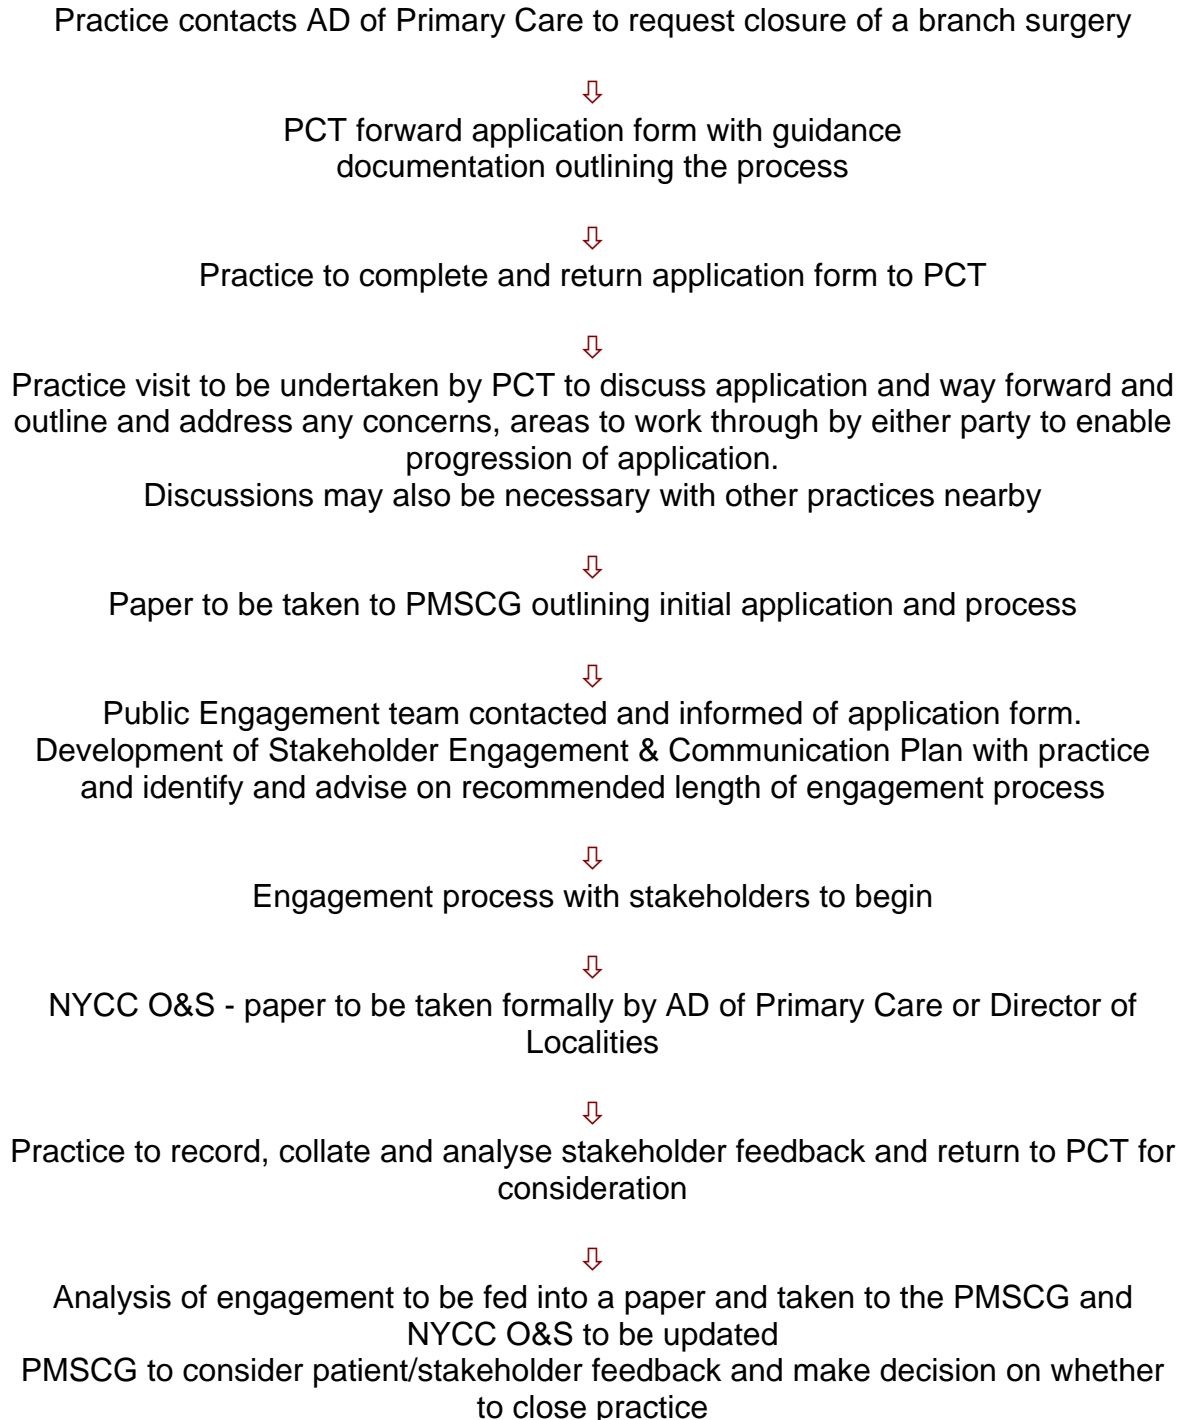 Practice contacts AD of Primary Care to request closure of a branch surgery
⇩
PCT forward application form with guidance
documentation outlining the process
⇩
Practice to complete and return application form to PCT
⇩
Practice visit to be undertaken by PCT to discuss application and way forward and
outline and address any concerns, areas to work through by either party to enable
progression of application.
Discussions may also be necessary with other practices nearby
⇩
Paper to be taken to PMSCG outlining initial application and process
⇩
Public Engagement team contacted and informed of application form.
Development of Stakeholder Engagement & Communication Plan with practice
and identify and advise on recommended length of engagement process
⇩
Engagement process with stakeholders to begin
⇩
NYCC O&S - paper to be taken formally by AD of Primary Care or Director of
Localities
⇩
Practice to record, collate and analyse stakeholder feedback and return to PCT for
consideration
⇩
Analysis of engagement to be fed into a paper and taken to the PMSCG and
NYCC O&S to be updated
PMSCG to consider patient/stakeholder feedback and make decision on whether
to close practice